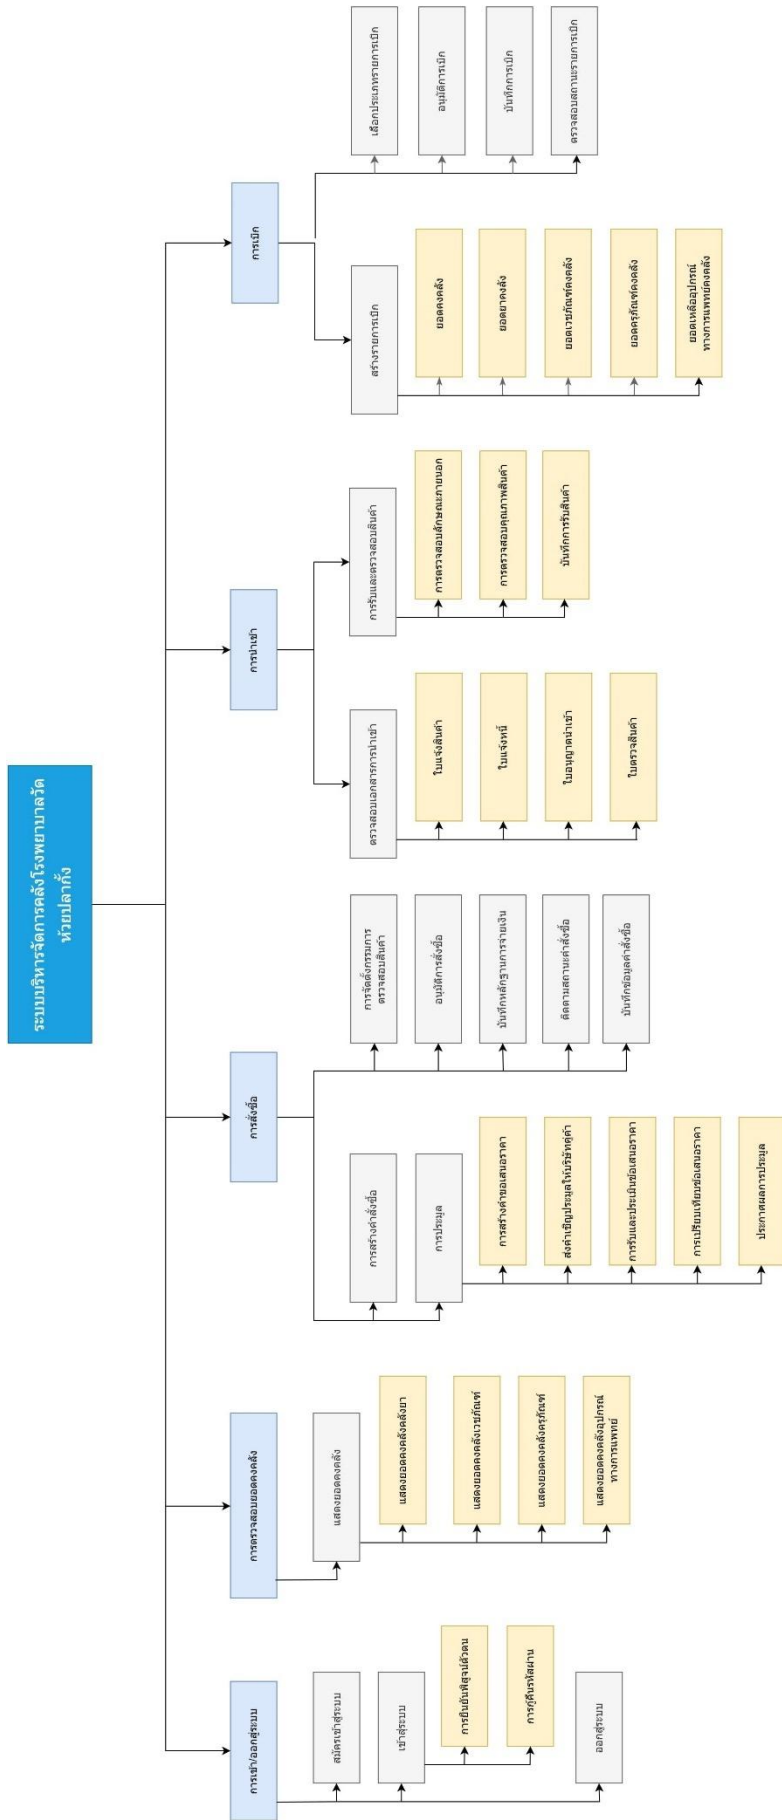 ระบบบริหารจัดการคลังโรงพยาบาลวัด
ห้วยปลากั้ง
การเข้า/ออกสู่ระบบ
สมัครเข้าสู่ระบบ
เข้าสู่ระบบ
การยืนยันพิสูจน์ตัวตน
การกู้คืนรหัสผ่าน
ออกสู่ระบบ
การตรวจสอบยอดคงคลัง
แสดงยอดคงคลัง
แสดงยอดคงคลังคลังยา
แสดงยอดคงคลังเวชภัณฑ์
แสดงยอดคงคลังครุภัณฑ์
แสดงยอดคงคลังอุปกรณ์
ทางการแพทย์
การสั่งซื้อ
การสร้างคำสั่งซื้อ
การประมูล
การสร้างคำขอเสนอราคา
ส่งคำเชิญประมูลให้บริษัทคู่ค้า
การรับและประเมินข้อเสนอราคา
การเปรียบเทียบข้อเสนอราคา
ประกาศผลการประมูล
การจัดตั้งกรรมการ
ตรวจสอบสินค้า
อนุมัติการสั่งซื้อ
บันทึกหลักฐานการจ่ายเงิน
ติดตามสถานะคำสั่งซื้อ
บันทึกข้อมูลคำสั่งซื้อ
การนำเข้า
ตรวจสอบเอกสารการนำเข้า
ใบแจ้งสินค้า
ใบแจ้งหนี้
ใบอนุญาตนำเข้า
ใบตรวจสินค้า
การรับและตรวจสอบสินค้า
การตรวจสอบลักษณะภายนอก
การตรวจสอบคุณภาพสินค้า
บันทึกการรับสินค้า
การเบิก
สร้างรายการเบิก
ยอดคงคลัง
ยอดยาคงลัง
ยอดเวชภัณฑ์คงคลัง
ยอดครุภัณฑ์คงคลัง
ยอดเหลืออุปกรณ์
ทางการแพทย์คงคลัง
เลือกประเภทรายการเบิก
อนุมัติการเบิก
บันทึกการเบิก
ตรวจสอบสถานะรายการเบิก